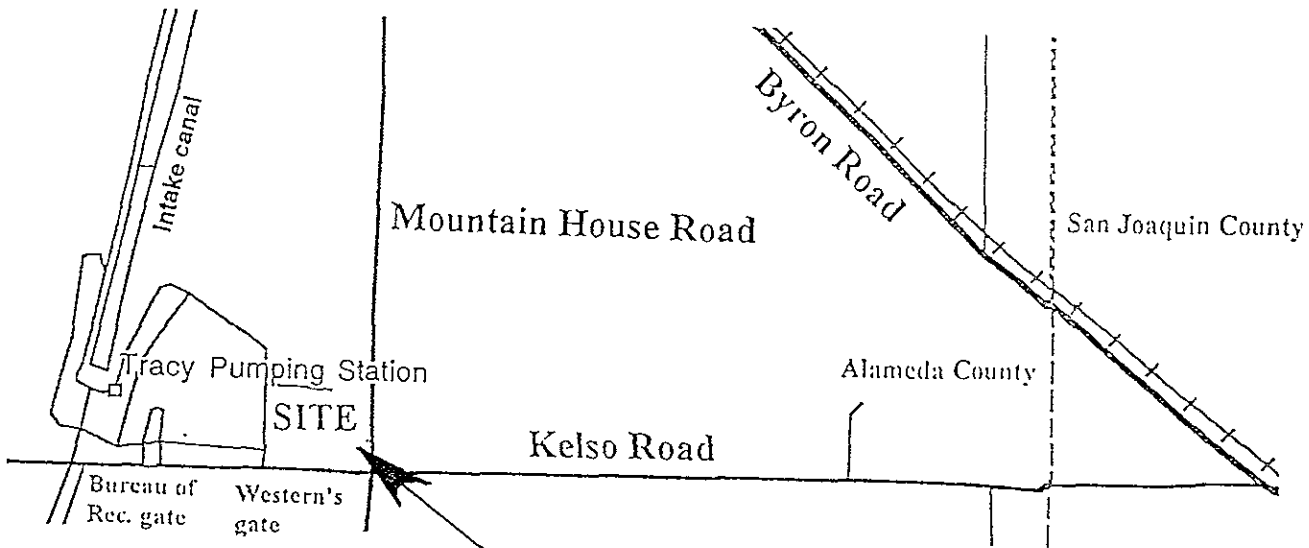 Byron Road
Intake canal
Mountain House Road
San Joaquin County
Tracy Pumping Station
Alameda County
SITE
Kelso Road
Bureau of
Rec. gate
Western's
gate